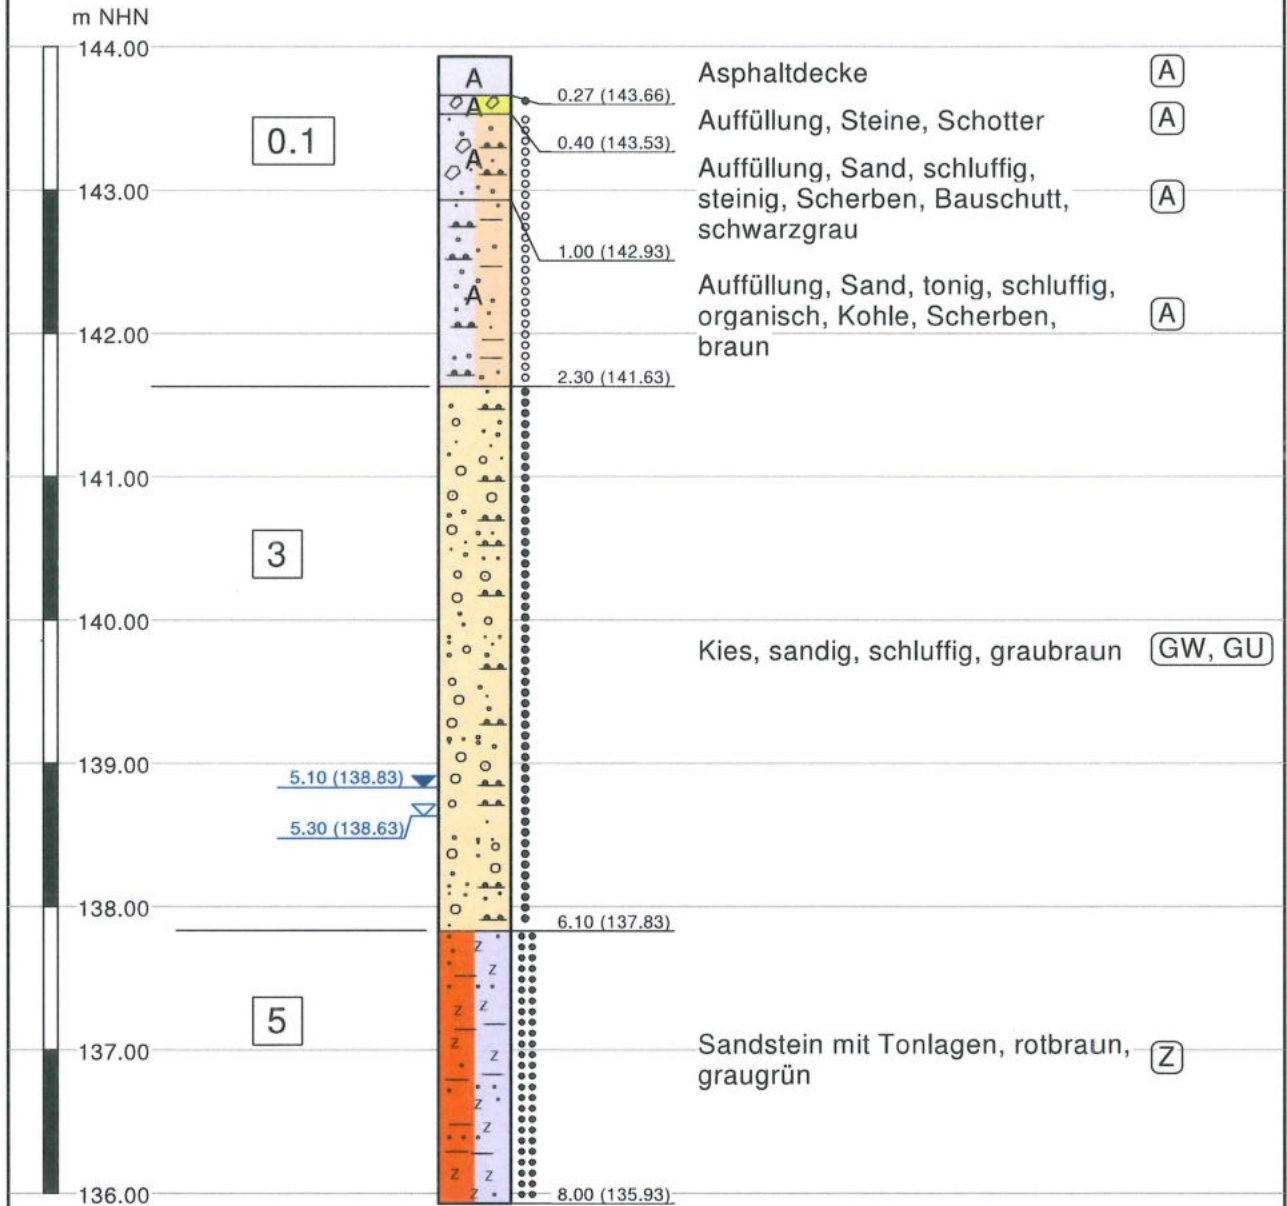 m NHN
144.00
A
Asphaltdecke
A
0.27 (143.66)
A
Auffüllung, Steine, Schotter
A
0.1
0.40 (143.53)
A
Auffüllung, Sand, schluffig,
steinig, Scherben, Bauschutt,
schwarzgrau
A
143.00
1.00 (142.93)
A
Auffüllung, Sand, tonig, schluffig,
organisch, Kohle, Scherben,
braun
A
142.00
2.30 (141.63)
141.00
3
140.00
Kies, sandig, schluffig, graubraun
GW, GU
139.00
5.10 (138.83)
5.30 (138.63)
138.00
6.10 (137.83)
z
z
5
z
z
137.00
z
z
Sandstein mit Tonlagen, rotbraun,
graugrün
Z
z
z
z
z
z
136.00
8.00 (135.93)